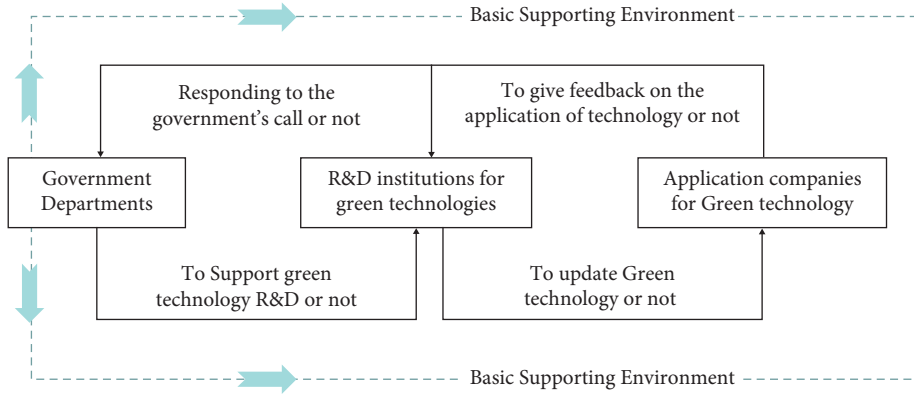 Basic Supporting Environment
Responding to the
government’s call or not
To give feedback on the
application of technology or not
Government
Departments
R&D institutions for
green technologies
Application companies
for Green technology
To Support green
technology R&D or not
To update Green
technology or not
Basic Supporting Environment